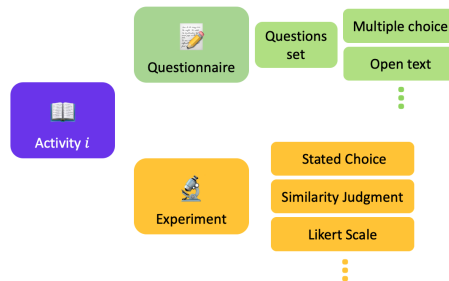 Questionnaire
Questions
set
Multiple choice
Open text
Activity i
Experiment
Stated Choice
Similarity Judgment
Likert Scale